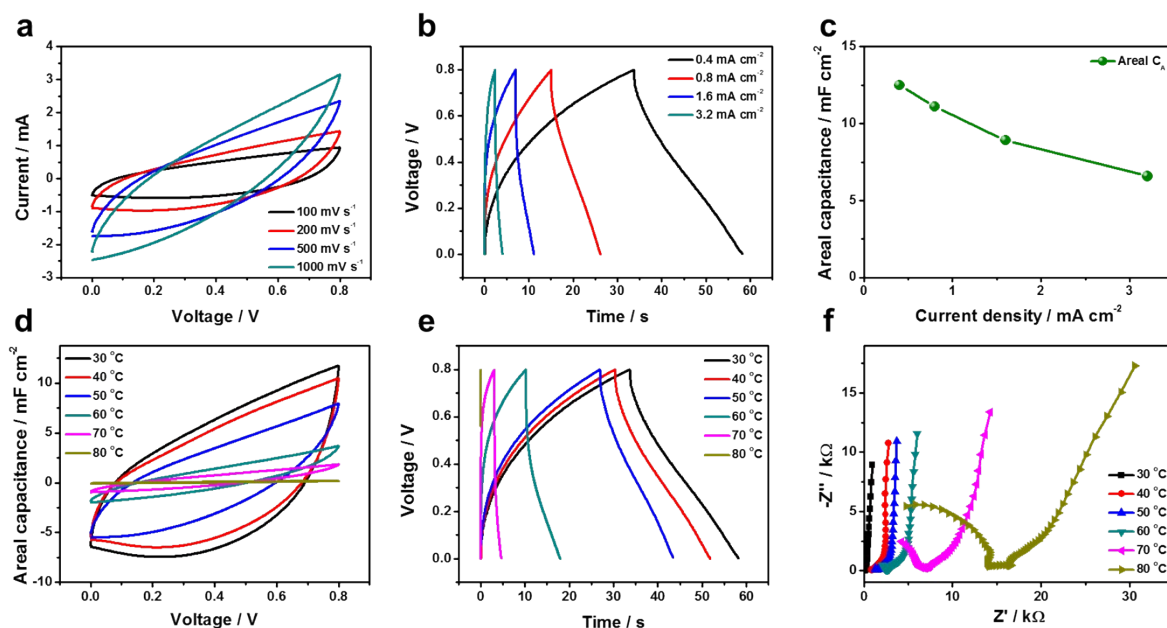 a
4
3
2
1
0
-1
-2
-3
Current / mA
100 mV s⁻¹
200 mV s⁻¹
500 mV s⁻¹
1000 mV s⁻¹
0.0 0.2 0.4 0.6 0.8
Voltage / V
b
1.0
0.8
0.6
0.4
0.2
0.0
Voltage / V
0.4 mA cm⁻²
0.8 mA cm⁻²
1.6 mA cm⁻²
3.2 mA cm⁻²
0 10 20 30 40 50 60
Time / s
c
15
10
5
0
Areal capacitance / mF cm⁻²
Areal C_A
0 1 2 3
Current density / mA cm⁻²
d
10
5
0
-5
-10
Areal capacitance / mF cm⁻²
30 °C
40 °C
50 °C
60 °C
70 °C
80 °C
0.0 0.2 0.4 0.6 0.8
Voltage / V
e
1.0
0.8
0.6
0.4
0.2
0.0
Voltage / V
30 °C
40 °C
50 °C
60 °C
70 °C
80 °C
0 10 20 30 40 50 60
Time / s
f
25
20
15
10
5
0
-Z'' / kΩ
30 °C
40 °C
50 °C
60 °C
70 °C
80 °C
0 10 20 30
Z' / kΩ